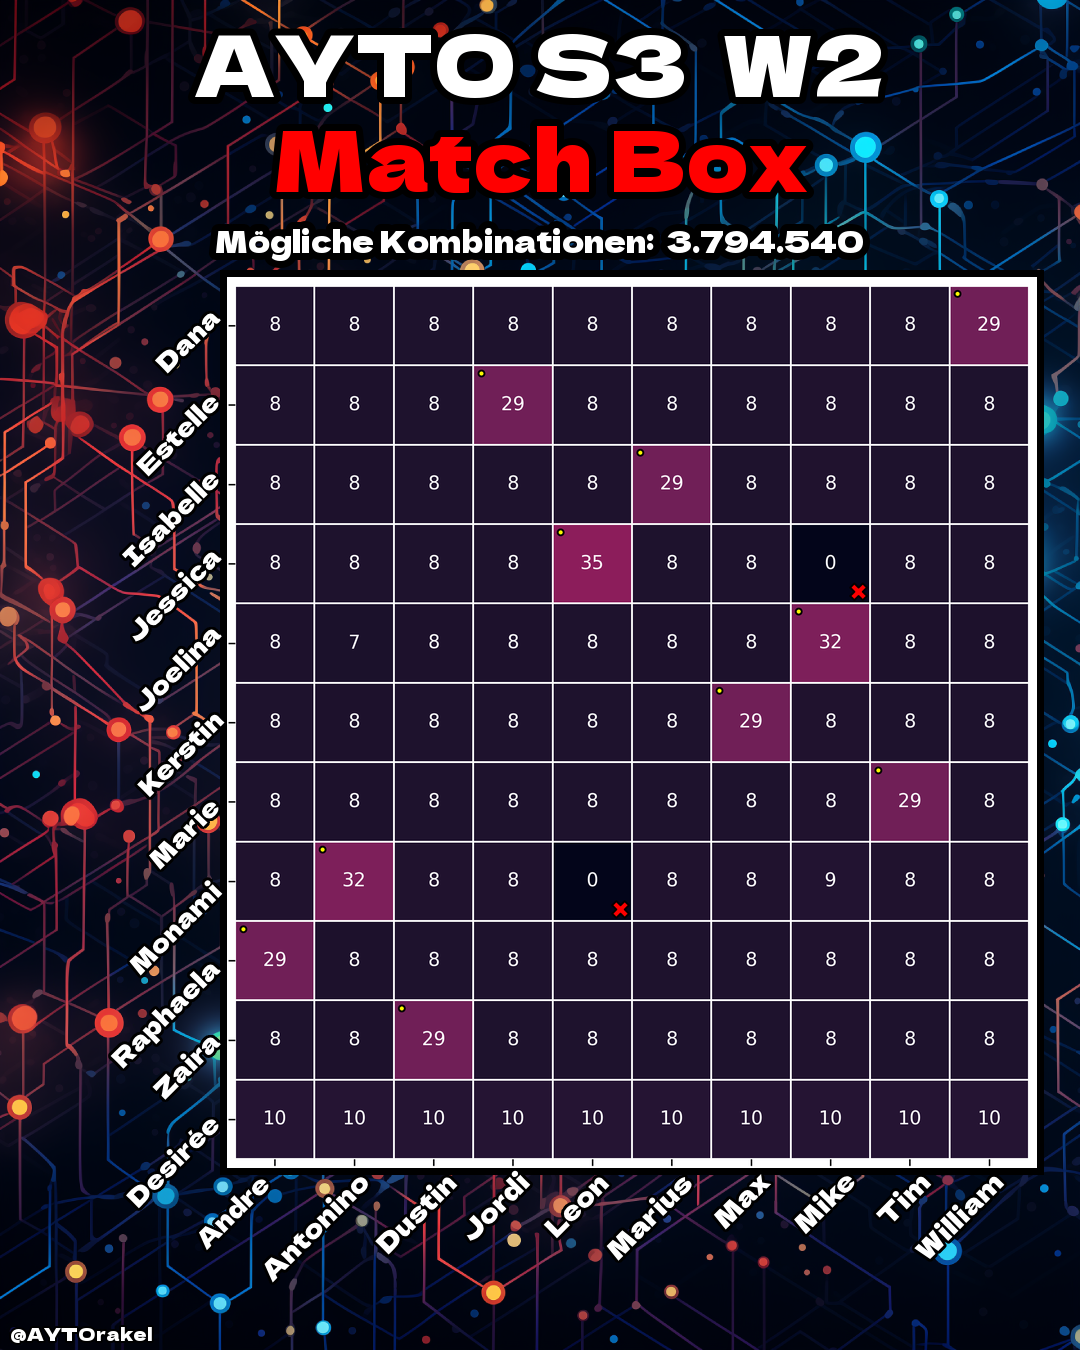 AYTO S3 W2
Match Box
Mögliche Kombinationen: 3.794.540
Dana 8 8 8 8 8 8 8 8 8 29
Estelle 8 8 8 29 8 8 8 8 8 8
Isabelle 8 8 8 8 8 29 8 8 8 8
Jessica 8 8 8 8 35 8 8 0 8 8
Joelina 8 7 8 8 8 8 8 32 8 8
Kerstin 8 8 8 8 8 8 29 8 8 8
Marie 8 8 8 8 8 8 8 8 29 8
Monami 8 32 8 8 0 8 8 9 8 8
Raphaela 29 8 8 8 8 8 8 8 8 8
Zaira 8 8 29 8 8 8 8 8 8 8
Desirée 10 10 10 10 10 10 10 10 10 10
Andre Antonino Dustin Jordi Leon Marius Max Mike Tim William
@AYTOrakel